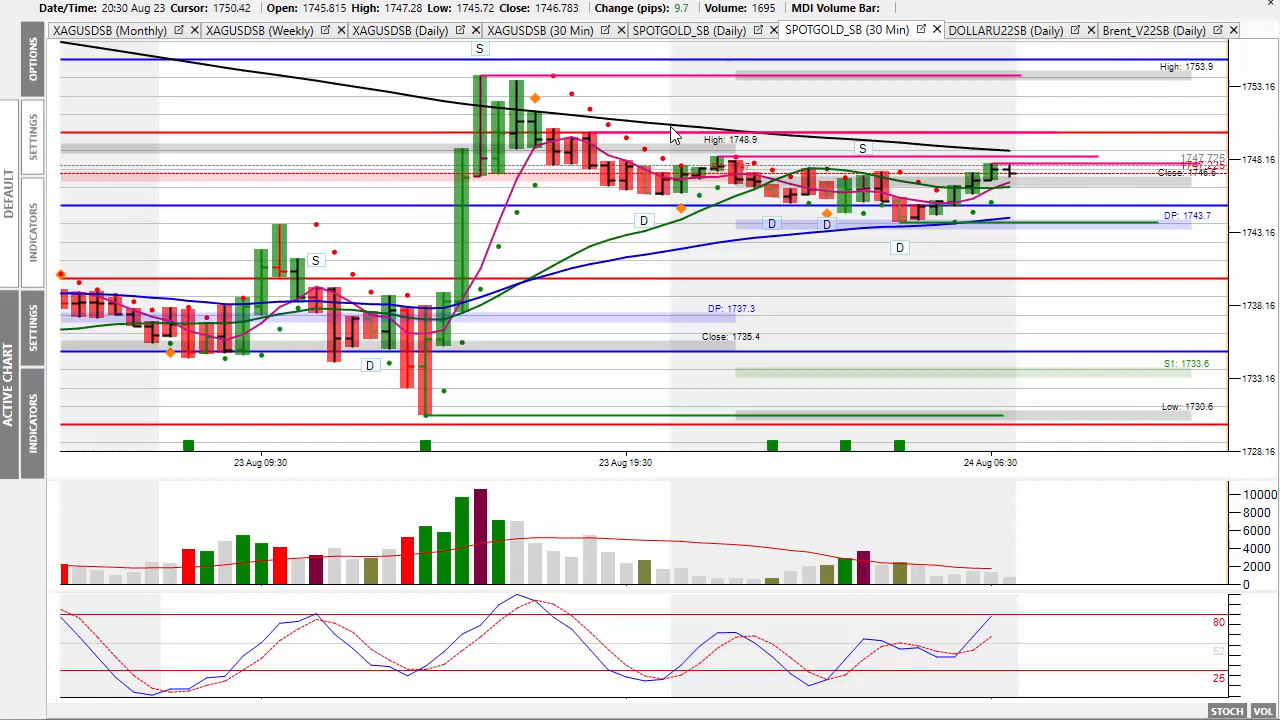 Date/Time: 20:30 Aug 23 Cursor: 1750.42 Open: 1745.815 High: 1747.28 Low: 1745.72 Close: 1746.783 Change (pips): 9.7 Volume: 1695 MDI Volume Bar:
XAGUSDSB (Monthly) XAGUSDSB (Weekly) XAGUSDSB (Daily) XAGUSDSB (30 Min) SPOTGOLD_SB (Daily) SPOTGOLD_SB (30 Min) DOLLARU22SB (Daily) Brent_V22SB (Daily)
OPTIONS
SETTINGS
INDICATORS
DEFAULT
SETTINGS
INDICATORS
ACTIVE CHART
S
High: 1753.9
1753.16
High: 1748.9
S
1747.725
1748.16
Close:
D
D
D
DP: 1743.7
D
1743.16
S
DP: 1737.3
1738.16
Close: 1735.4
D
S1: 1733.6
1733.16
Low: 1730.6
1728.16
23 Aug 09:30
23 Aug 19:30
24 Aug 06:30
10000
8000
6000
4000
2000
0
80
52
25
STOCH VOL